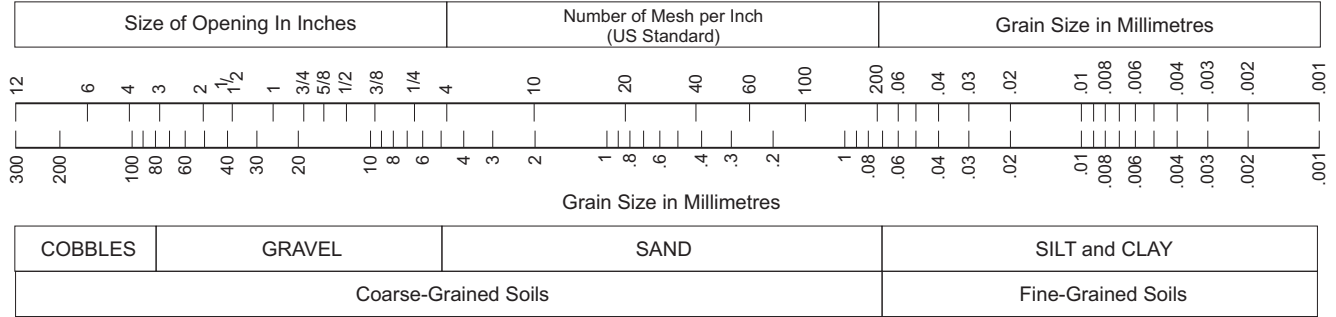 Size of Opening In Inches
Number of Mesh per Inch
(US Standard)
Grain Size in Millimetres
12 6 4 3 2 1 1/2 1 3/4 5/8 1/2 3/8 1/4 4 10 20 40 60 100 200 .06 .04 .03 .02 .01 .008 .006 .004 .003 .002 .001
300 200 100 80 60 40 30 20 10 8 6 4 3 2 1 .8 .6 .4 .3 .2 1 .08 .06 .04 .03 .02 .01 .008 .006 .004 .003 .002 .001
Grain Size in Millimetres
COBBLES GRAVEL SAND SILT and CLAY
Coarse-Grained Soils Fine-Grained Soils